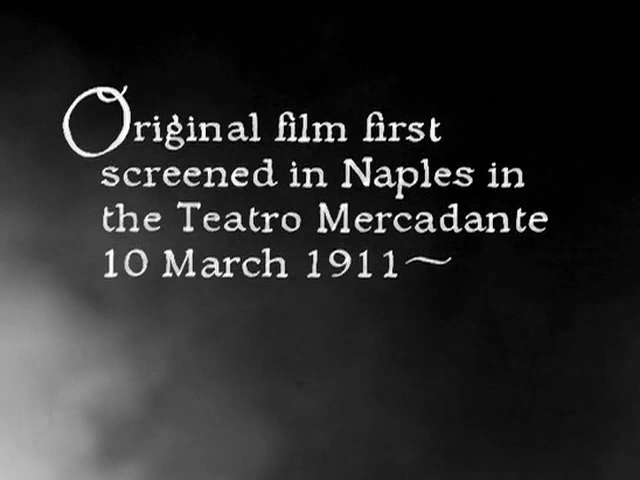 Original film first
screened in Naples in
the Teatro Mercadante
10 March 1911~